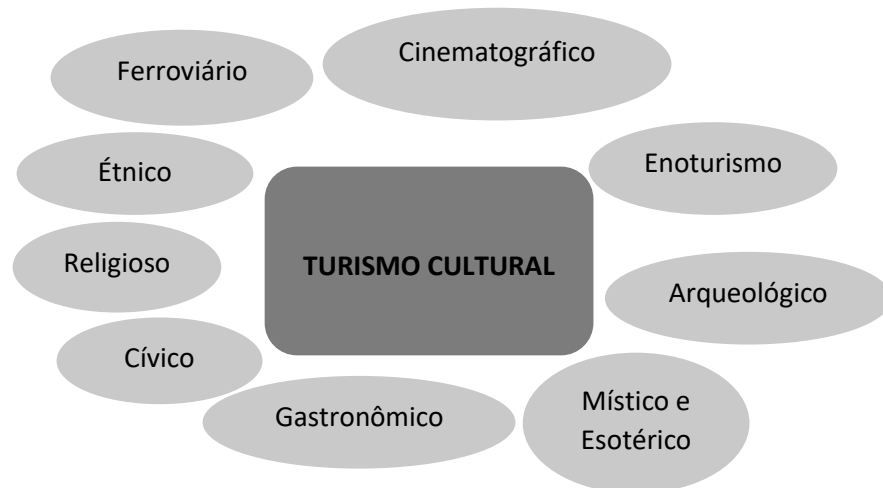 Cinematográfico
Ferroviário
Étnico
Enoturismo
Religioso
TURISMO CULTURAL
Arqueológico
Cívico
Gastronômico
Místico e
Esotérico